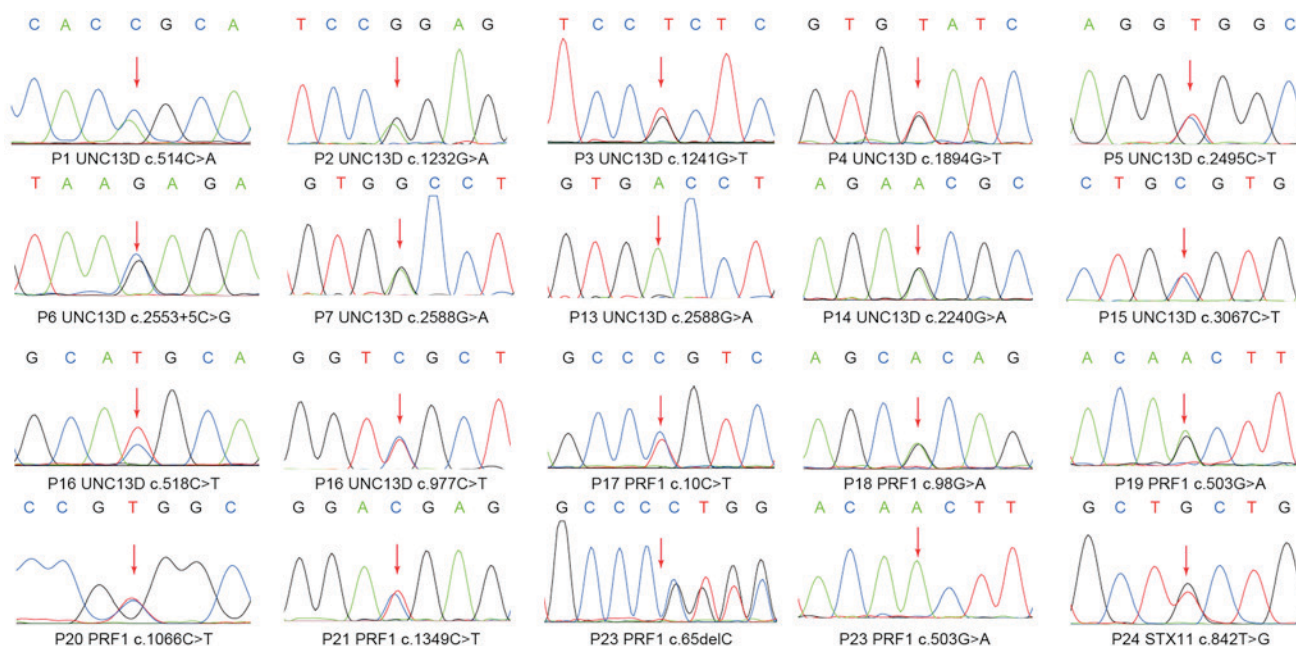 C A C C G C A
T C C G G A G
T C C T C T C
G T G T A T C
A G G T G G C
P1 UNC13D c.514C>A
P2 UNC13D c.1232G>A
P3 UNC13D c.1241G>T
P4 UNC13D c.1894G>T
P5 UNC13D c.2495C>T
T A A G A G A
G T G G C C T
G T G A C C T
A G A A C G C
C T G C G T G
P6 UNC13D c.2553+5C>G
P7 UNC13D c.2588G>A
P13 UNC13D c.2588G>A
P14 UNC13D c.2240G>A
P15 UNC13D c.3067C>T
G C A T G C A
G G T C G C T
G C C C G T C
A G C A C A G
A C A A C T T
P16 UNC13D c.518C>T
P16 UNC13D c.977C>T
P17 PRF1 c.10C>T
P18 PRF1 c.98G>A
P19 PRF1 c.503G>A
C C G T G G C
G G A C G A G
G C C C C T G G
A C A A C T T
G C T G C T G
P20 PRF1 c.1066C>T
P21 PRF1 c.1349C>T
P23 PRF1 c.65delC
P23 PRF1 c.503G>A
P24 STX11 c.842T>G